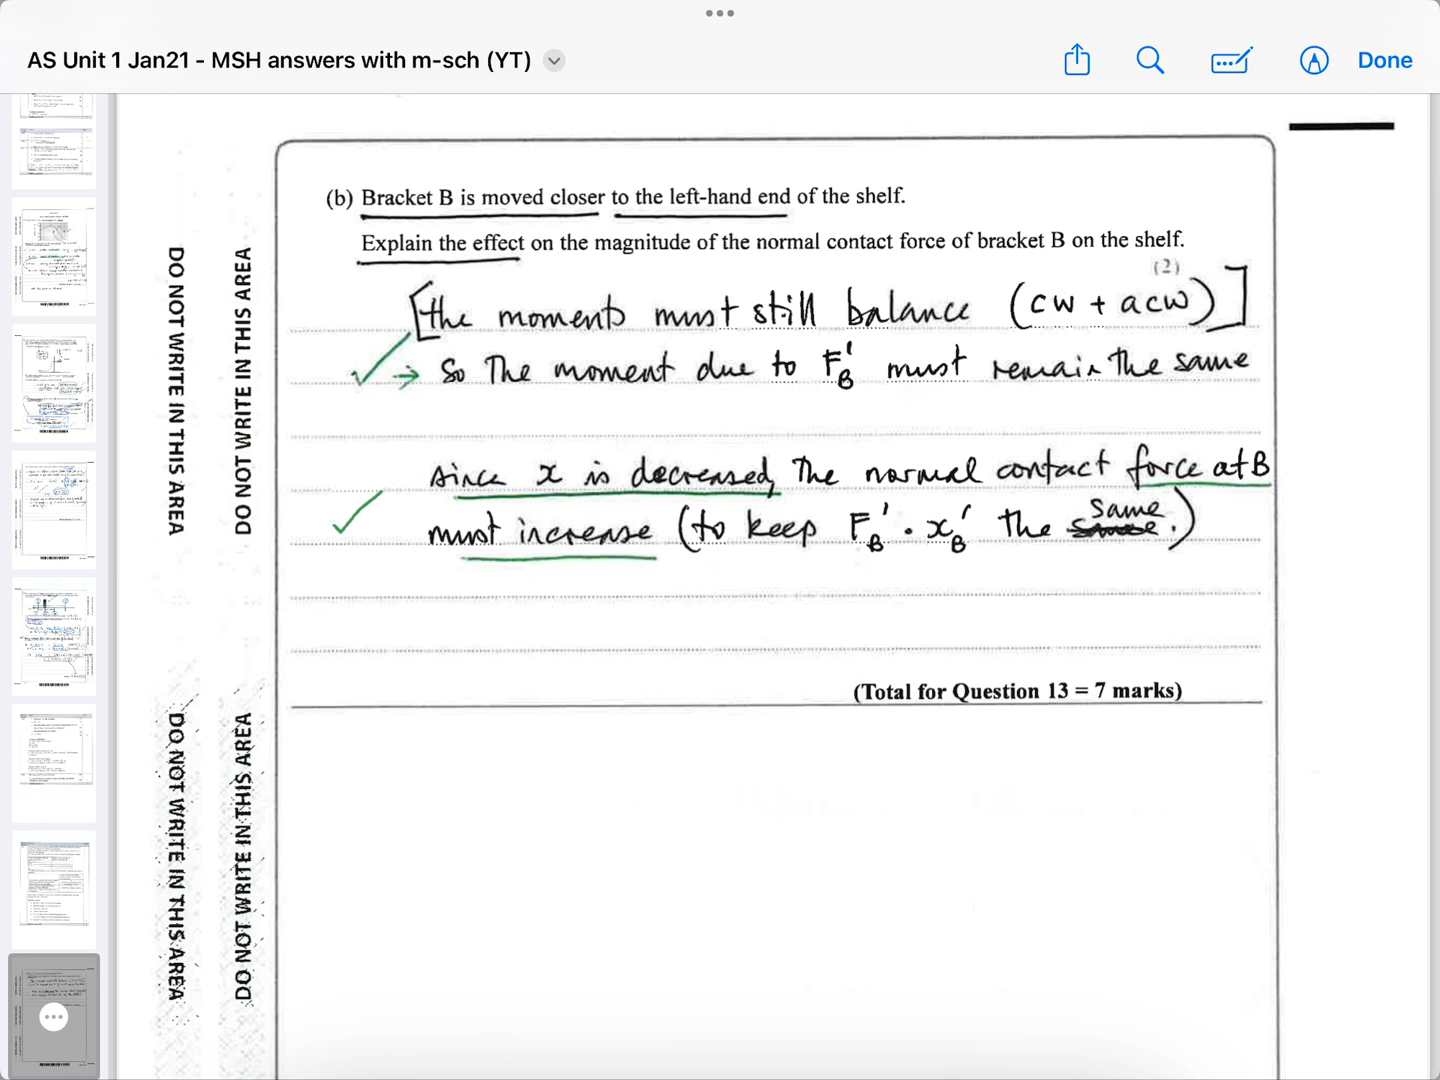 AS Unit 1 Jan21 - MSH answers with m-sch (YT)
Done
(b) Bracket B is moved closer to the left-hand end of the shelf.
Explain the effect on the magnitude of the normal contact force of bracket B on the shelf.
(2)
[the moments must still balance (cw + acw)]
✓ → So The moment due to F'B must remain the same
since x is decreased, The normal contact force at B
✓ must increase (to keep F'B · x'B the same.)
(Total for Question 13 = 7 marks)
DO NOT WRITE IN THIS AREA
DO NOT WRITE IN THIS AREA
DO NOT WRITE IN THIS AREA
DO NOT WRITE IN THIS AREA